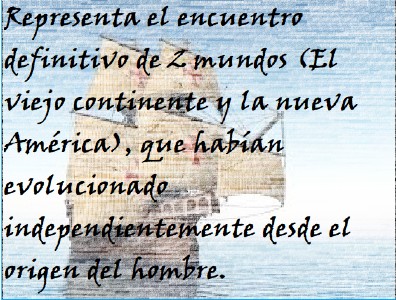 Representa el encuentro
definitivo de 2 mundos (El
viejo continente y la nueva
América), que habían
evolucionado
independientemente desde el
origen del hombre.